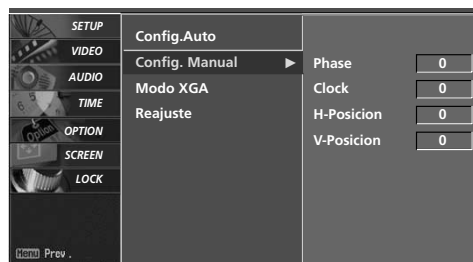 SETUP
VIDEO
AUDIO
TIME
OPTION
SCREEN
LOCK
Menu Prev.
Config.Auto
Config. Manual ▶
Modo XGA
Reajuste
Phase 0
Clock 0
H-Posicion 0
V-Posicion 0